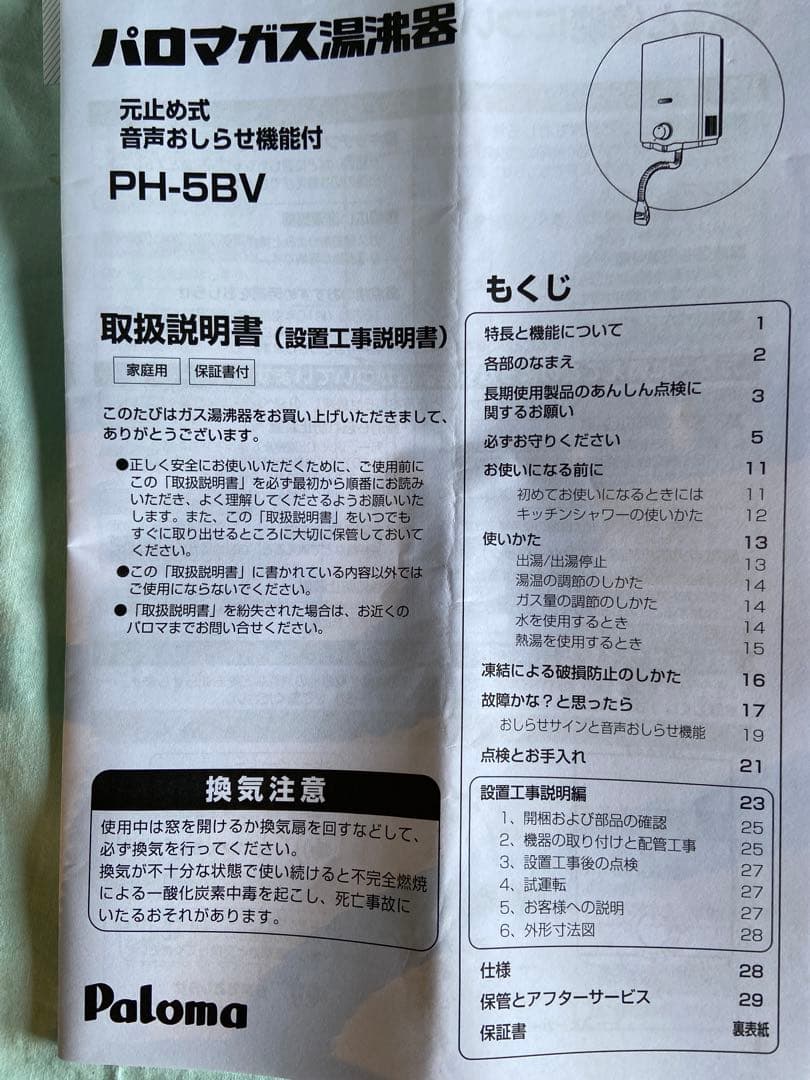 パロマガス湯沸器
元止め式
音声おしらせ機能付
PH-5BV
取扱説明書（設置工事説明書）
家庭用 保証書付
このたびはガス湯沸器をお買い上げいただきまして、
ありがとうございます。
●正しく安全にお使いいただくために、ご使用前に
この「取扱説明書」を必ず最初から順番にお読み
いただき、よく理解してくださるようお願いいた
します。また、この「取扱説明書」をいつでも
すぐに取り出せるところに大切に保管しておいて
ください。
●この「取扱説明書」に書かれている内容以外では
ご使用にならないでください。
●「取扱説明書」を紛失された場合は、お近くの
パロマまでお問い合せください。
換気注意
使用中は窓を開けるか換気扇を回すなどして、
必ず換気を行ってください。
換気が不十分な状態で使い続けると不完全燃焼
による一酸化炭素中毒を起こし、死亡事故に
いたるおそれがあります。
Paloma
もくじ
特長と機能について 1
各部のなまえ 2
長期使用製品のあんしん点検に
関するお願い 3
必ずお守りください 5
お使いになる前に 11
初めてお使いになるときには 11
キッチンシャワーの使いかた 12
使いかた 13
出湯/出湯停止 13
湯温の調節のしかた 14
ガス量の調節のしかた 14
水を使用するとき 14
熱湯を使用するとき 15
凍結による破損防止のしかた 16
故障かな？と思ったら 17
おしらせサインと音声おしらせ機能 19
点検とお手入れ 21
設置工事説明編 23
1、開梱および部品の確認 25
2、機器の取り付けと配管工事 25
3、設置工事後の点検 27
4、試運転 27
5、お客様への説明 27
6、外形寸法図 28
仕様 28
保管とアフターサービス 29
保証書 裏表紙